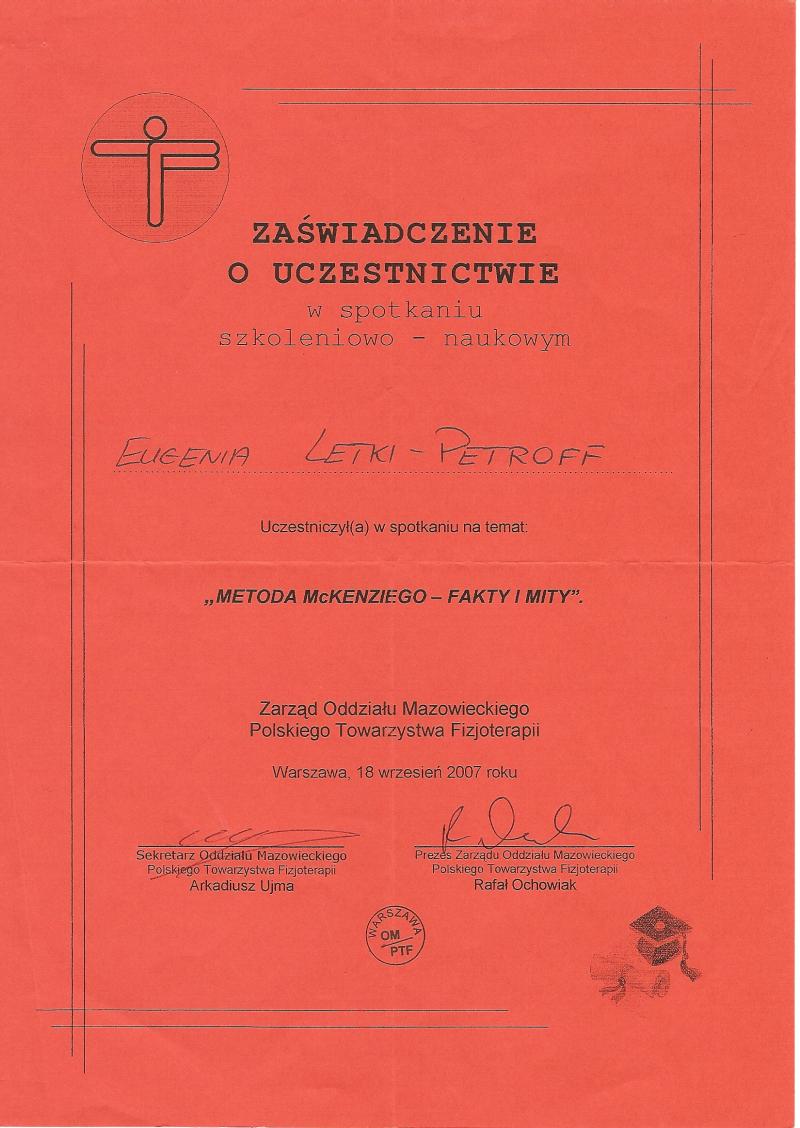 ZAŚWIADCZENIE
O UCZESTNICTWIE
w spotkaniu
szkoleniowo - naukowym
EUGENIA LETKI - PETROFF
Uczestniczył(a) w spotkaniu na temat:
„METODA McKENZIEGO – FAKTY I MITY”.
Zarząd Oddziału Mazowieckiego
Polskiego Towarzystwa Fizjoterapii
Warszawa, 18 wrzesień 2007 roku
Sekretarz Oddziału Mazowieckiego
Polskiego Towarzystwa Fizjoterapii
Arkadiusz Ujma
Prezes Zarządu Oddziału Mazowieckiego
Polskiego Towarzystwa Fizjoterapii
Rafał Ochowiak
WARSZAWA
OM
PTF